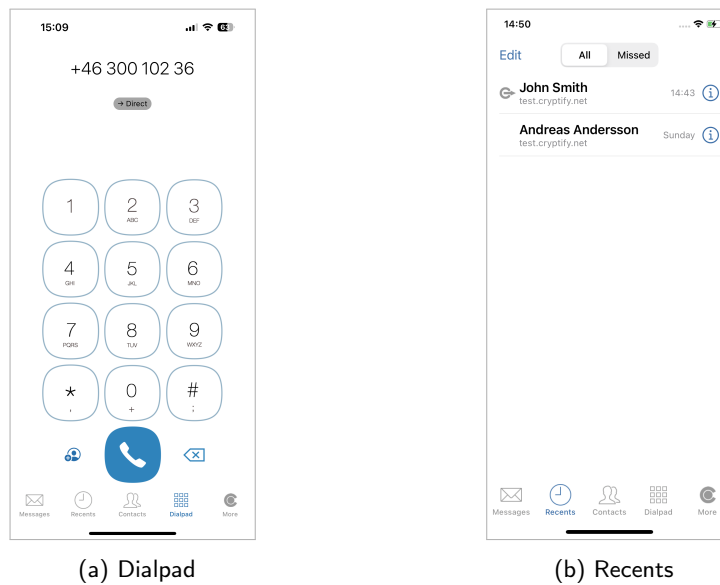 15:09
63
+46 300 102 36
→ Direct
1
2
ABC
3
DEF
4
GHI
5
JKL
6
MNO
7
PQRS
8
TUV
9
WXYZ
*
,
0
+
#
;
Messages Recents Contacts Dialpad More
(a) Dialpad
14:50
Edit All Missed
John Smith
test.cryptify.net
14:43
Andreas Andersson
test.cryptify.net
Sunday
Messages Recents Contacts Dialpad More
(b) Recents